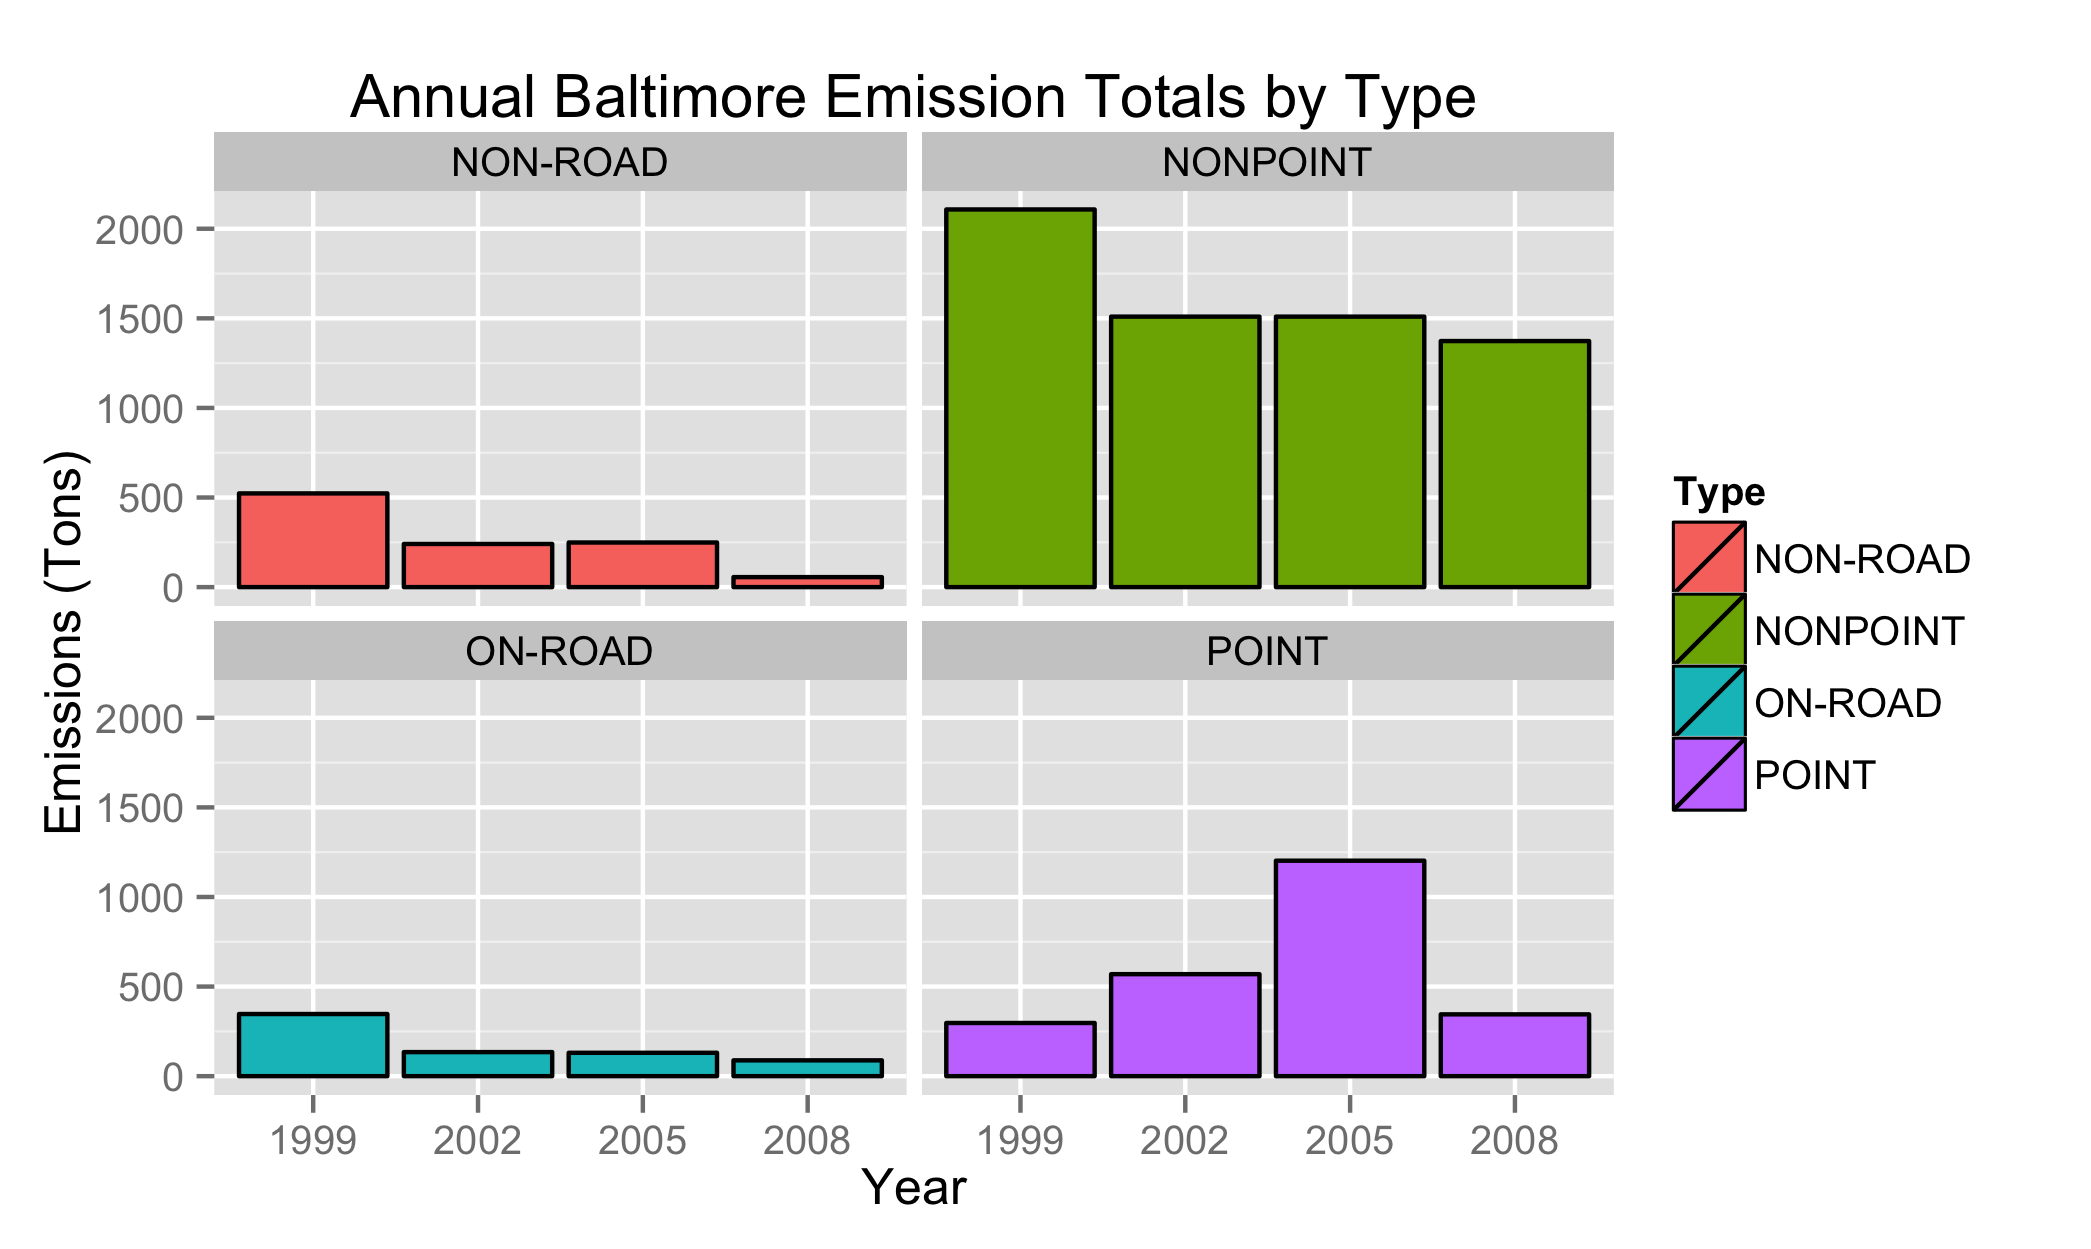 Annual Baltimore Emission Totals by Type
NON-ROAD
NONPOINT
2000
1500
1000
500
0
ON-ROAD
POINT
2000
1500
1000
500
0
1999 2002 2005 2008
1999 2002 2005 2008
Year
Emissions (Tons)
Type
NON-ROAD
NONPOINT
ON-ROAD
POINT